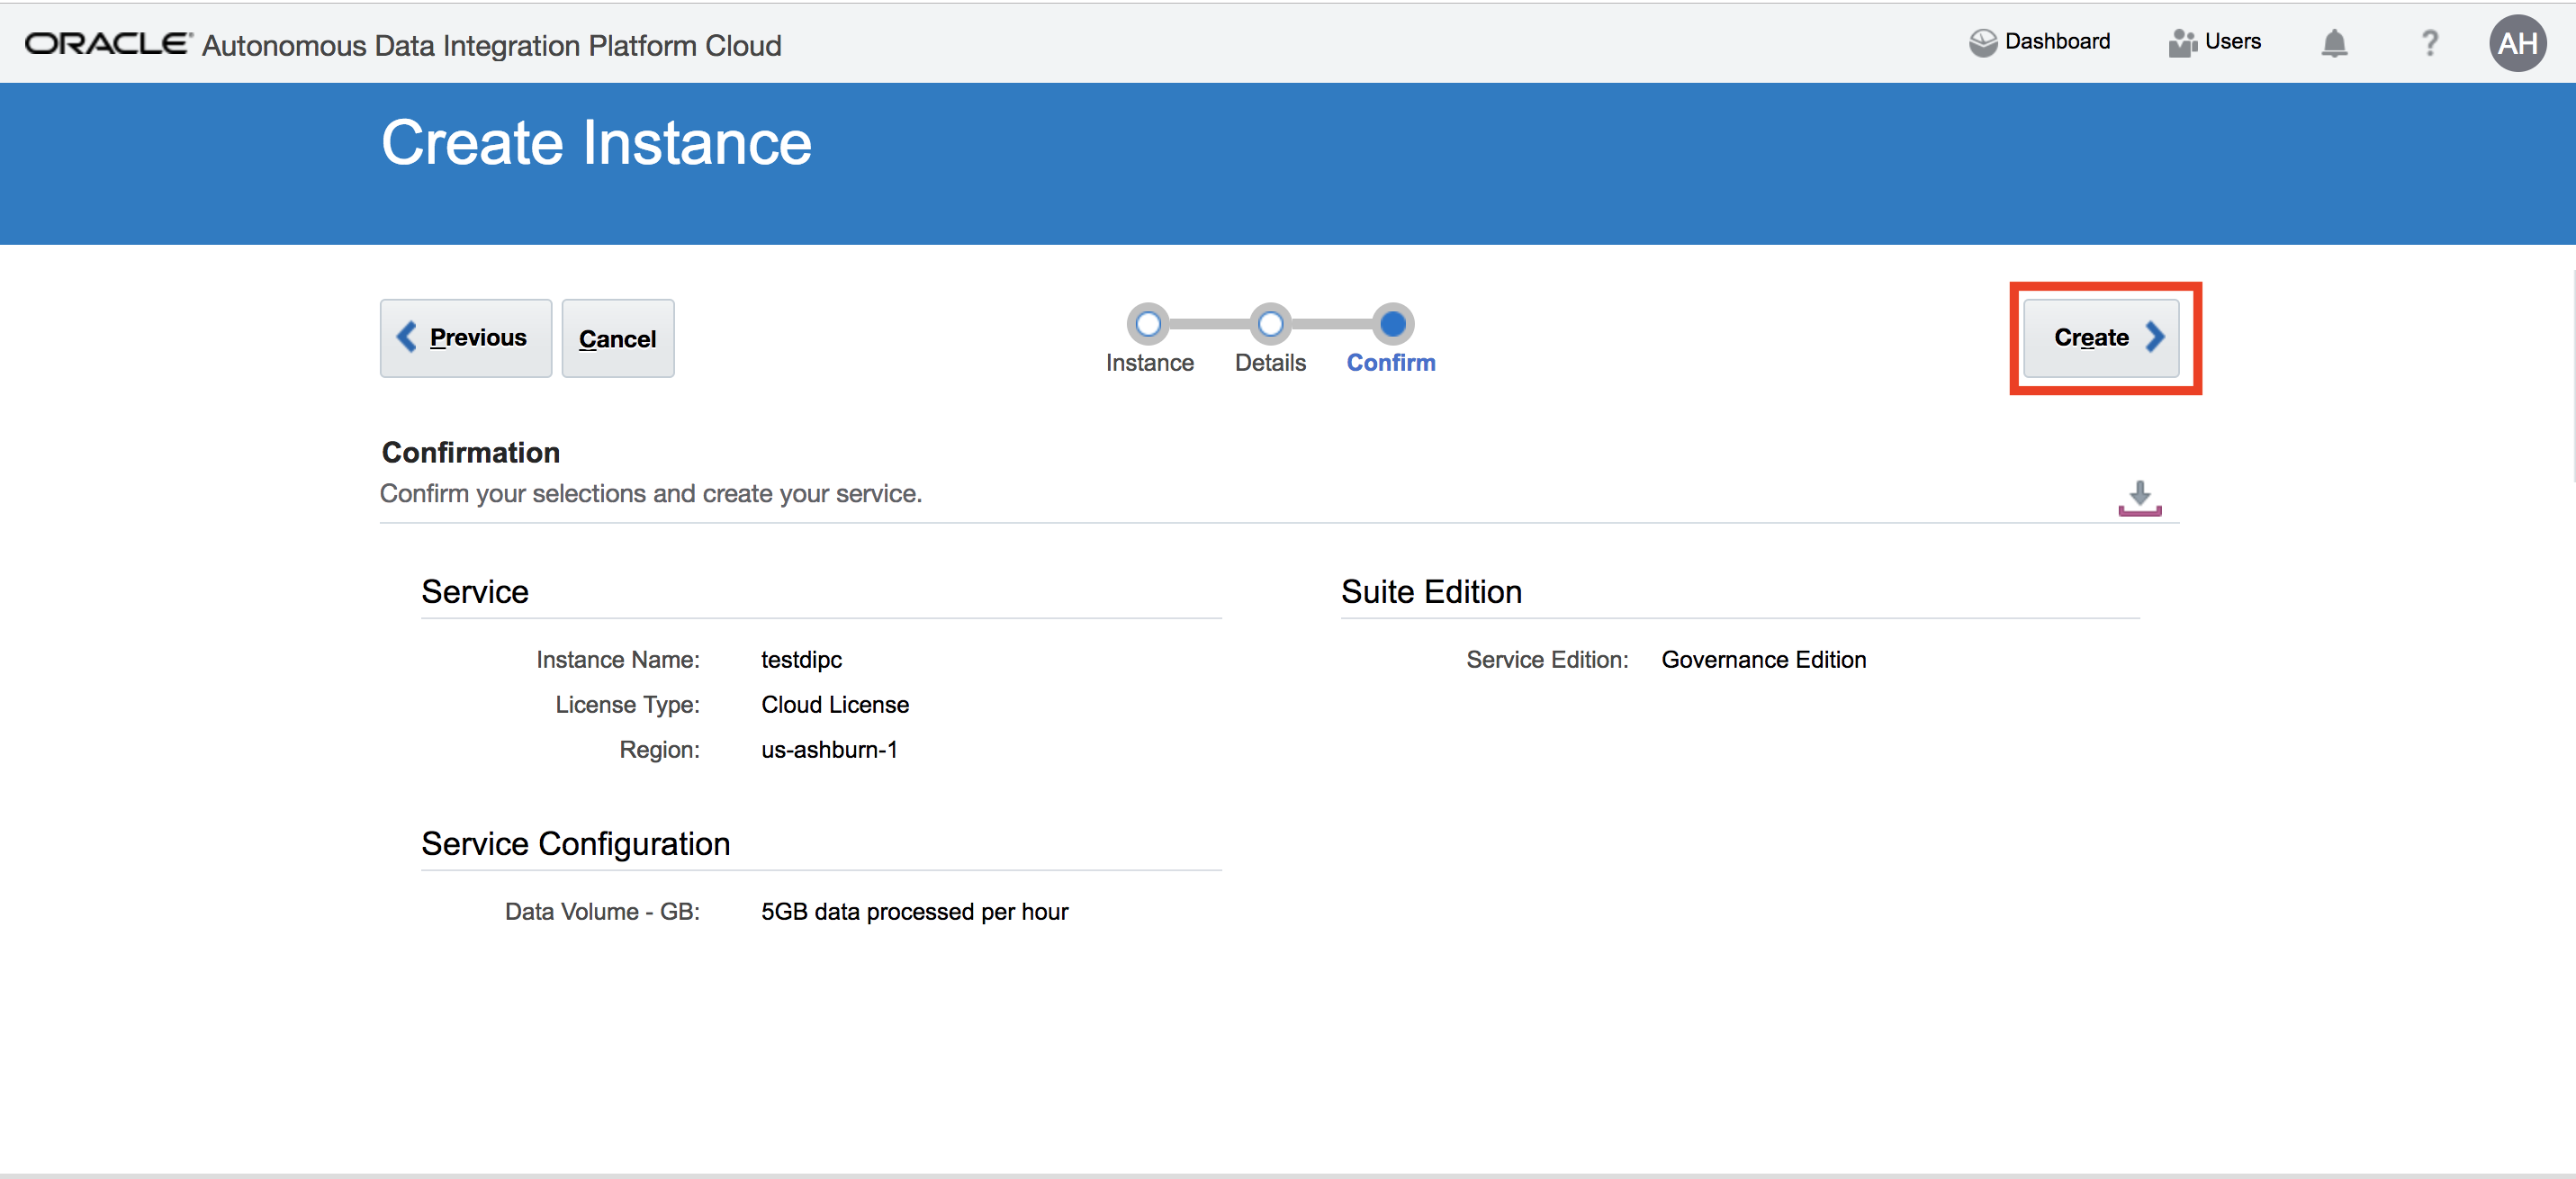 ORACLE® Autonomous Data Integration Platform Cloud
Dashboard
Users
?
AH
Create Instance
Previous
Cancel
Instance
Details
Confirm
Create
Confirmation
Confirm your selections and create your service.
Service
Instance Name: testdipc
License Type: Cloud License
Region: us-ashburn-1
Suite Edition
Service Edition: Governance Edition
Service Configuration
Data Volume - GB: 5GB data processed per hour